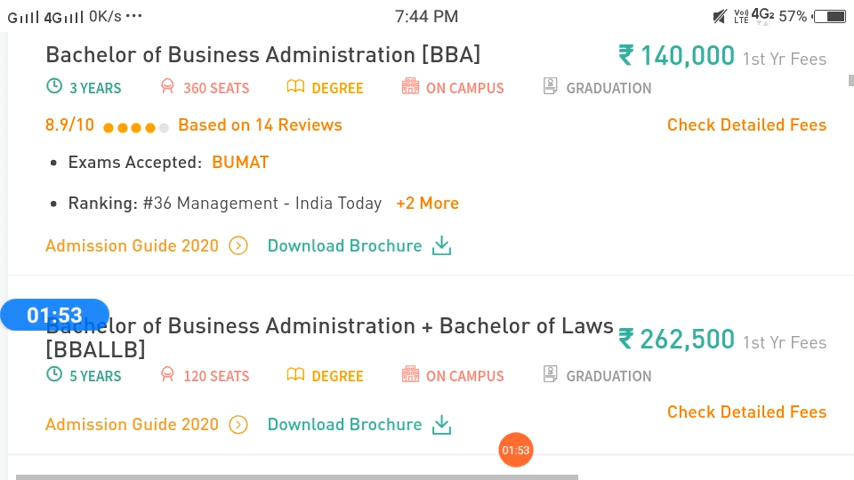 G 4G 0K/s ··· 7:44 PM VoI LTE 4G2 57%
Bachelor of Business Administration [BBA] ₹ 140,000 1st Yr Fees
3 YEARS 360 SEATS DEGREE ON CAMPUS GRADUATION
8.9/10 Based on 14 Reviews Check Detailed Fees
• Exams Accepted: BUMAT
• Ranking: #36 Management - India Today +2 More
Admission Guide 2020 Download Brochure
01:53
Bachelor of Business Administration + Bachelor of Laws ₹ 262,500 1st Yr Fees
[BBALLB]
5 YEARS 120 SEATS DEGREE ON CAMPUS GRADUATION
Check Detailed Fees
Admission Guide 2020 Download Brochure
01:53